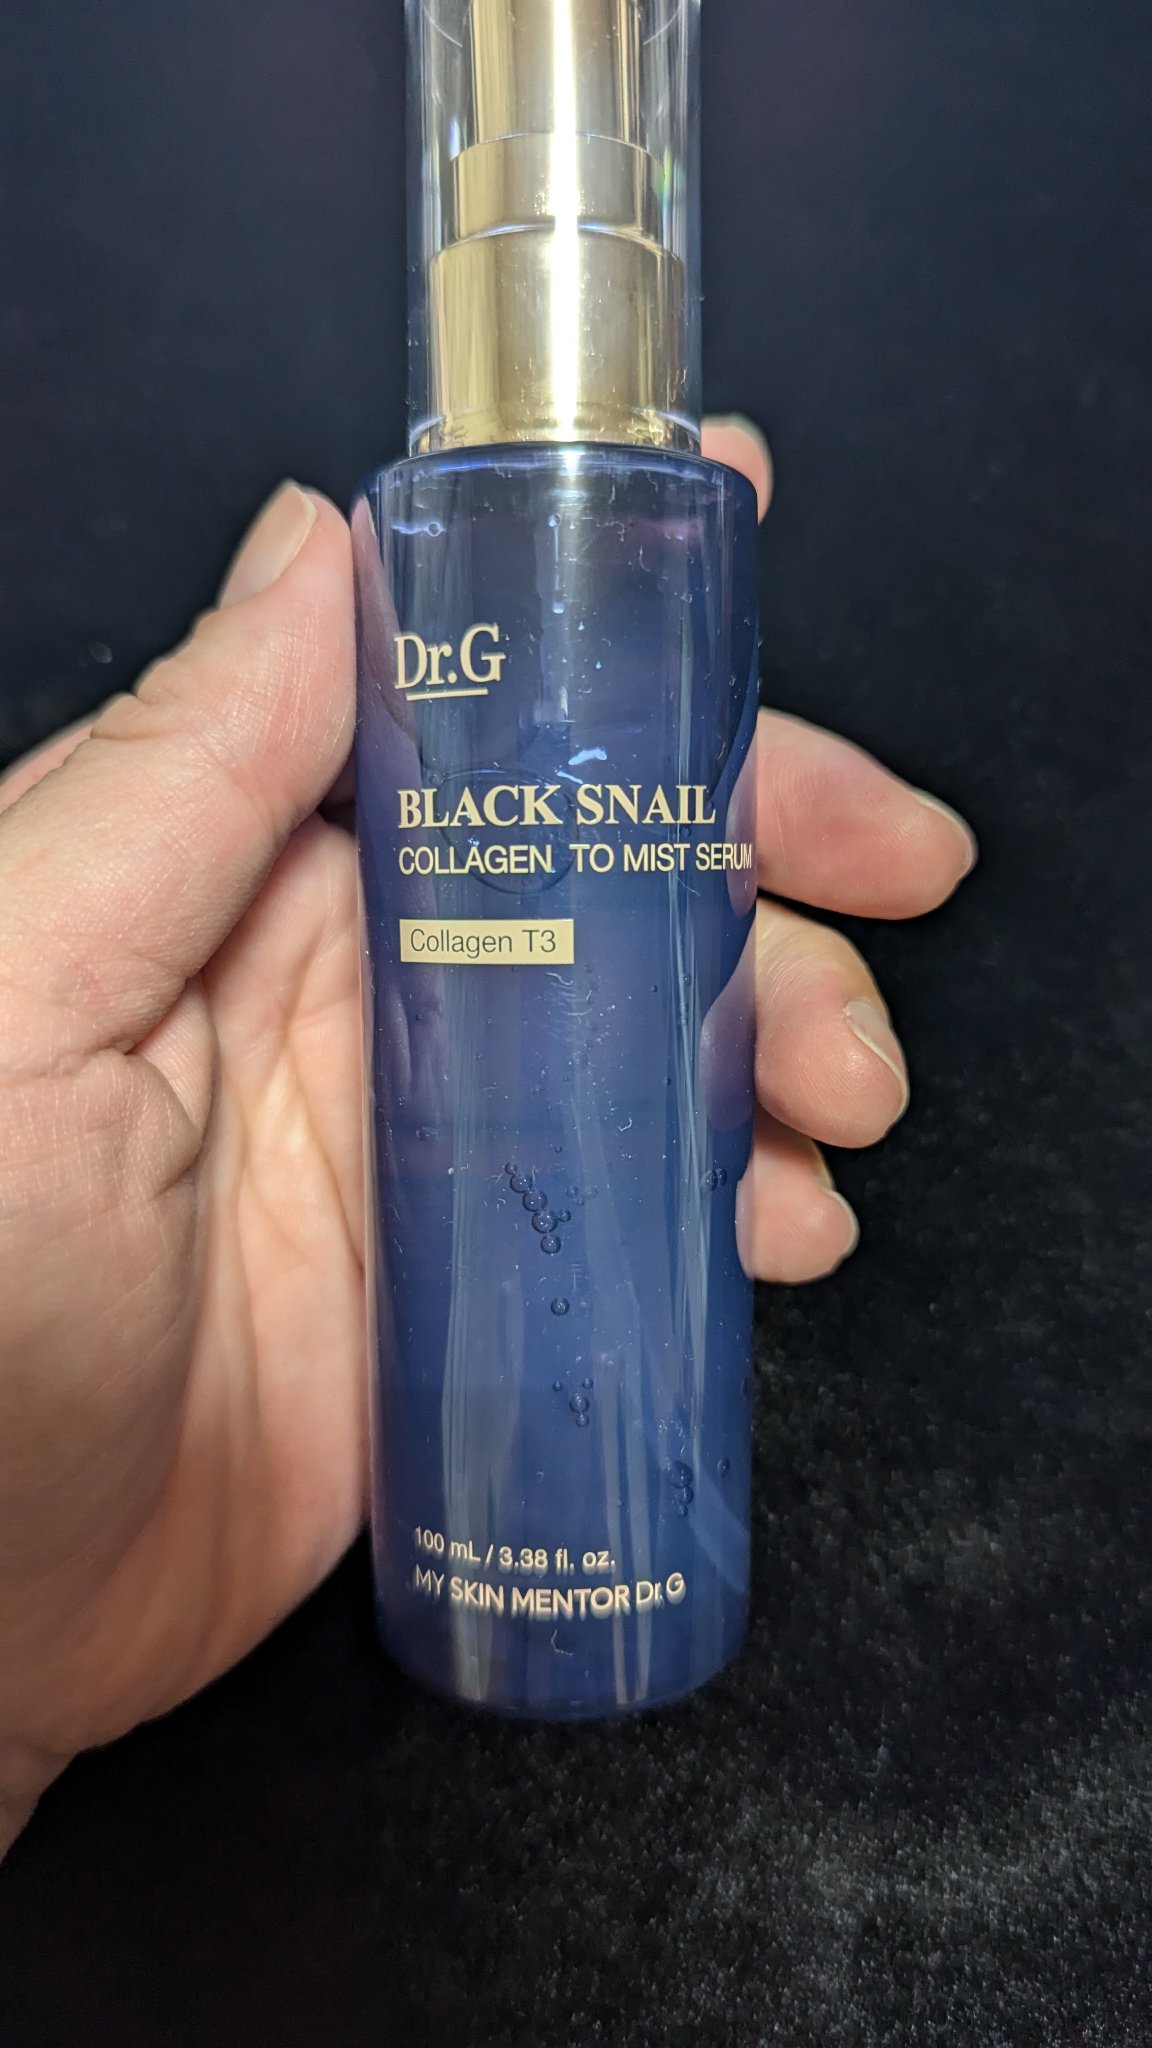 Dr.G
BLACK SNAIL
COLLAGEN TO MIST SERUM
Collagen T3
100 mL / 3.38 fl. oz.
MY SKIN MENTOR Dr.G